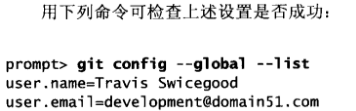 用下列命令可检查上述设置是否成功：
prompt> git config --global --list
user.name=Travis Swicegood
user.email=development@domain51.com